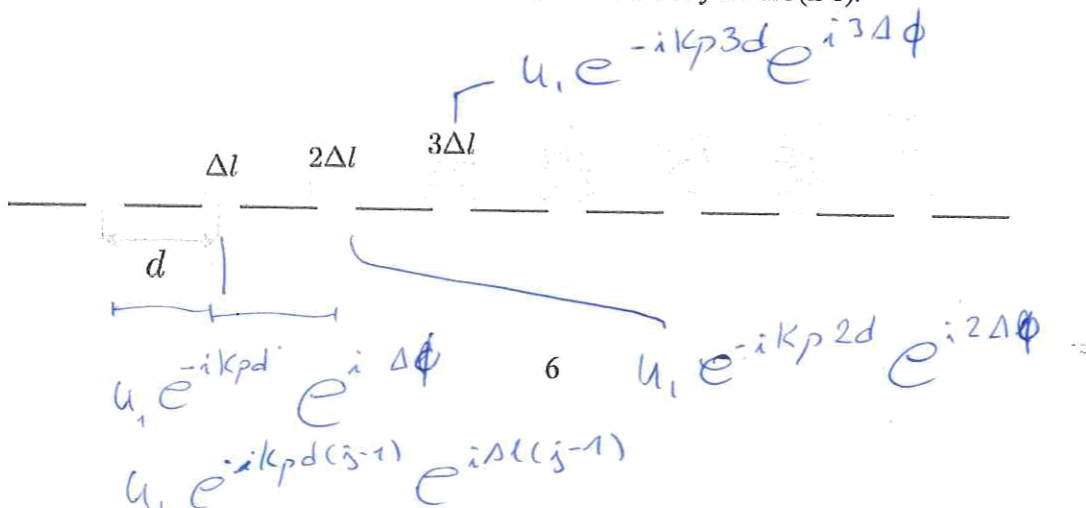 u₁ e^{-ikp3d} e^{i3Δϕ}
Δl 2Δl 3Δl
d
u₁ e^{-ikpd} e^{iΔϕ}
6
u₁ e^{-ikp2d} e^{i2Δϕ}
u₁ e^{-ikpd(j-1)} e^{iΔl(j-1)}